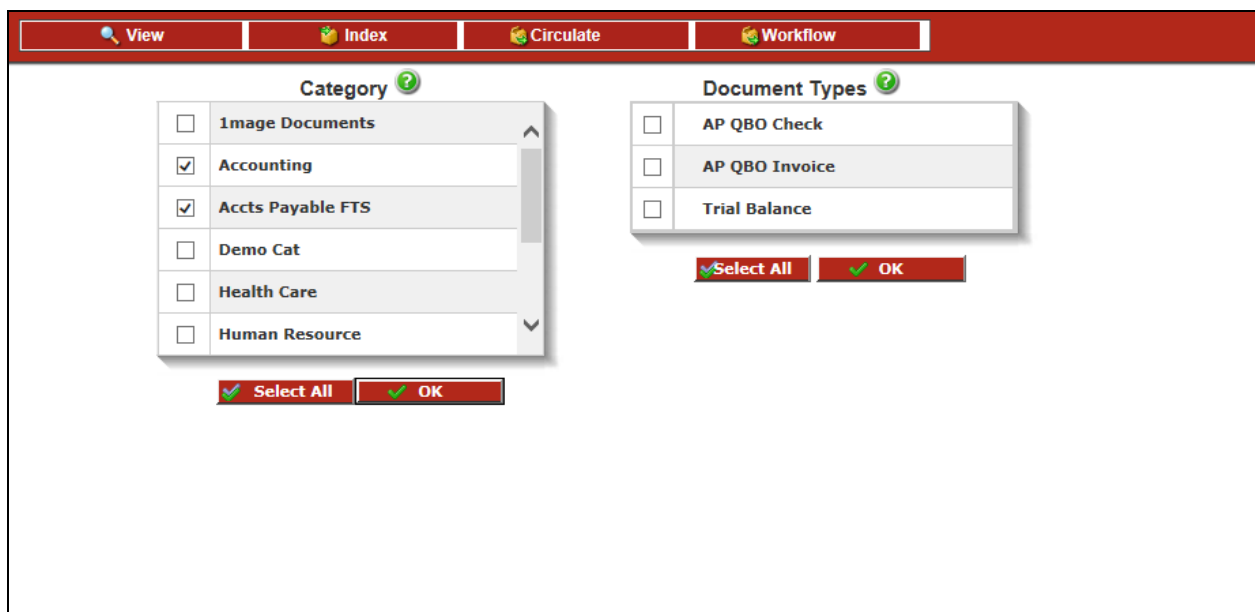 View Index Circulate Workflow
Category ?
1mage Documents
Accounting
Accts Payable FTS
Demo Cat
Health Care
Human Resource
Select All OK
Document Types ?
AP QBO Check
AP QBO Invoice
Trial Balance
Select All OK